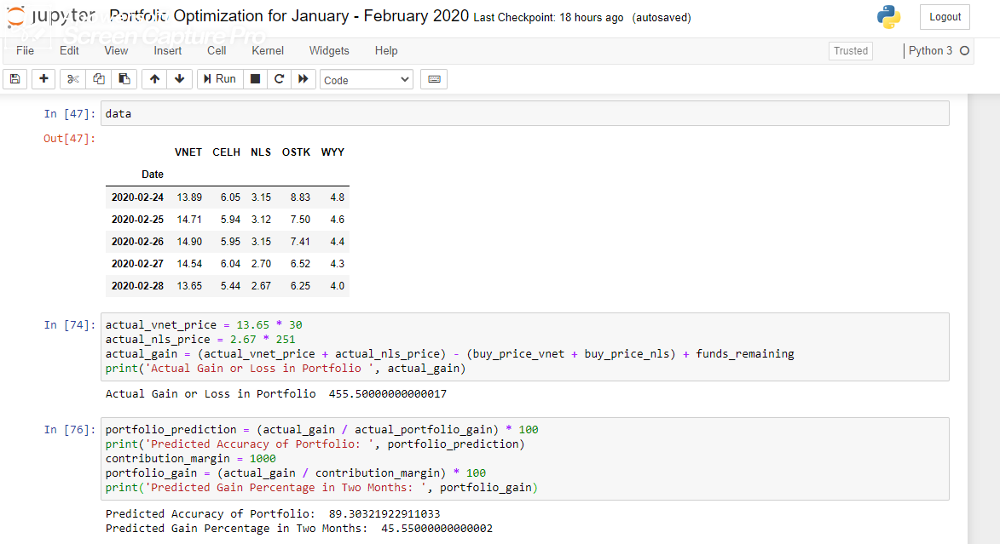 jupyter Portfolio Optimization for January - February 2020 Last Checkpoint: 18 hours ago (autosaved)
Logout
Screen Capture Pro
File Edit View Insert Cell Kernel Widgets Help
Trusted
Python 3
Run
Code
In [47]: data
Out[47]:
VNET CELH NLS OSTK WYY
Date
2020-02-24 13.89 6.05 3.15 8.83 4.8
2020-02-25 14.71 5.94 3.12 7.50 4.6
2020-02-26 14.90 5.95 3.15 7.41 4.4
2020-02-27 14.54 6.04 2.70 6.52 4.3
2020-02-28 13.65 5.44 2.67 6.25 4.0
In [74]: actual_vnet_price = 13.65 * 30
actual_nls_price = 2.67 * 251
actual_gain = (actual_vnet_price + actual_nls_price) - (buy_price_vnet + buy_price_nls) + funds_remaining
print('Actual Gain or Loss in Portfolio ', actual_gain)
Actual Gain or Loss in Portfolio  455.50000000000017
In [76]: portfolio_prediction = (actual_gain / actual_portfolio_gain) * 100
print('Predicted Accuracy of Portfolio: ', portfolio_prediction)
contribution_margin = 1000
portfolio_gain = (actual_gain / contribution_margin) * 100
print('Predicted Gain Percentage in Two Months: ', portfolio_gain)
Predicted Accuracy of Portfolio:  89.30321922911033
Predicted Gain Percentage in Two Months:  45.55000000000002